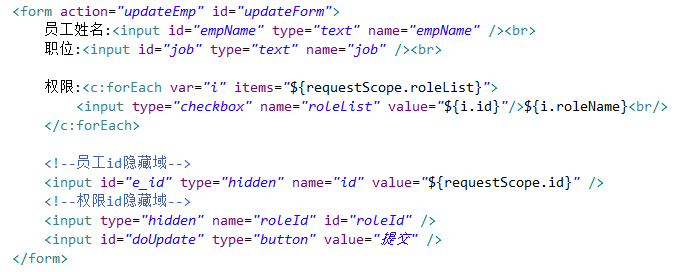 <form action="updateEmp" id="updateForm">
员工姓名:<input id="empName" type="text" name="empName" /><br>
职位:<input id="job" type="text" name="job" /><br>
权限:<c:forEach var="i" items="${requestScope.roleList}">
<input type="checkbox" name="roleList" value="${i.id}"/>${i.roleName}<br/>
</c:forEach>
<!--员工id隐藏域-->
<input id="e_id" type="hidden" name="id" value="${requestScope.id}" />
<!--权限id隐藏域-->
<input type="hidden" name="roleId" id="roleId" />
<input id="doUpdate" type="button" value="提交" />
</form>